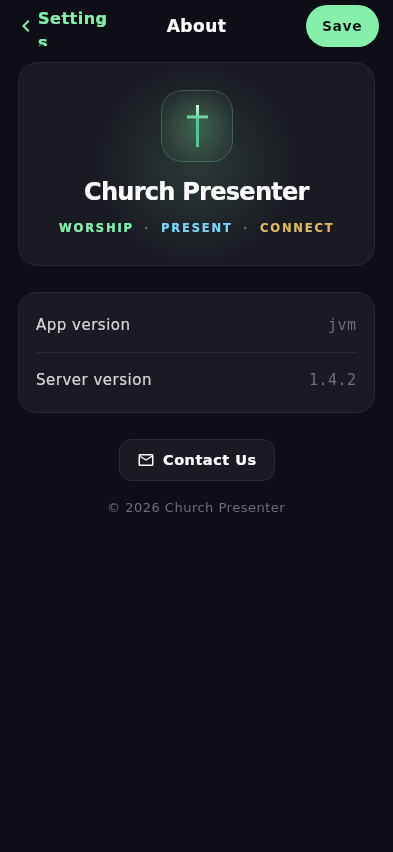 Setting
s
About
Save
Church Presenter
WORSHIP · PRESENT · CONNECT
App version jvm
Server version 1.4.2
Contact Us
© 2026 Church Presenter